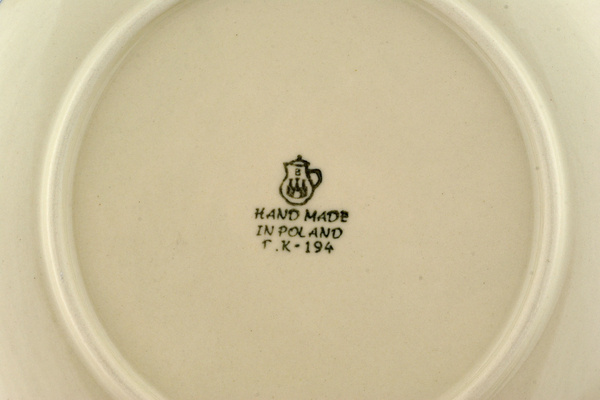 B
HAND MADE
IN POLAND
T.K-194